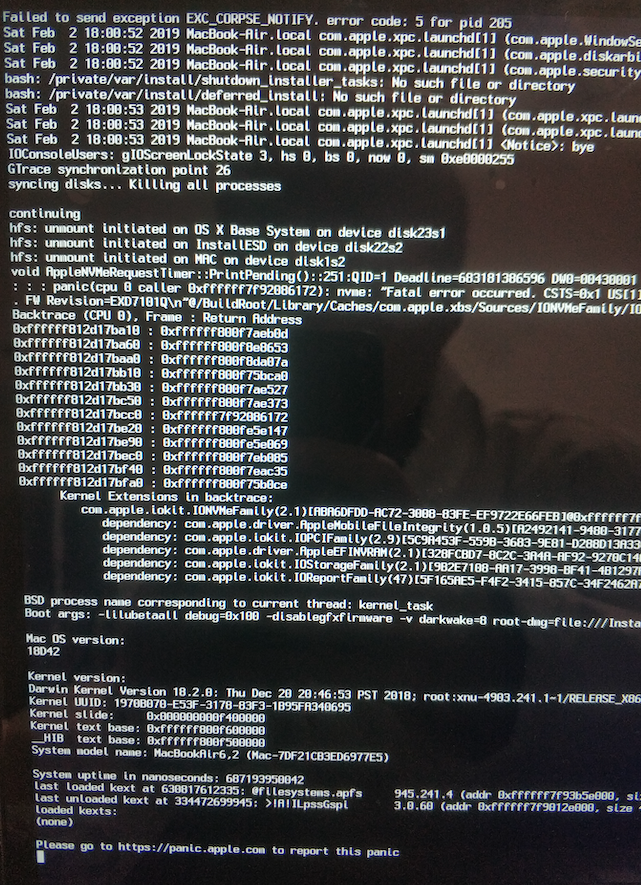 Failed to send exception EXC_CORPSE_NOTIFY. error code: 5 for pid 205
Sat Feb 2 18:00:52 2019 MacBook-Air.local com.apple.xpc.launchd[1] (com.apple.WindowSe
Sat Feb 2 18:00:52 2019 MacBook-Air.local com.apple.xpc.launchd[1] (com.apple.diskarbi
Sat Feb 2 18:00:52 2019 MacBook-Air.local com.apple.xpc.launchd[1] (com.apple.security
bash: /private/var/install/shutdown_installer_tasks: No such file or directory
bash: /private/var/install/deferred_install: No such file or directory
Sat Feb 2 18:00:53 2019 MacBook-Air.local com.apple.xpc.launchd[1] (com.apple.xpc.laun
Sat Feb 2 18:00:53 2019 MacBook-Air.local com.apple.xpc.launchd[1] (com.apple.xpc.laun
Sat Feb 2 18:00:53 2019 MacBook-Air.local com.apple.xpc.launchd[1] <Notice>: bye
IOConsoleUsers: gIOScreenLockState 3, hs 0, bs 0, now 0, sm 0xe0000255
GTrace synchronization point 26
syncing disks... Killing all processes
continuing
hfs: unmount initiated on OS X Base System on device disk23s1
hfs: unmount initiated on InstallESD on device disk22s2
hfs: unmount initiated on MAC on device disk1s2
void AppleNVMeRequestTimer::PrintPending()::251:QID=1 Deadline=683181386596 DW0=00430001
: : : panic(cpu 0 caller 0xffffff7f92086172): nvme: "Fatal error occurred. CSTS=0x1 US[1]
. FW Revision=EXD7101Q\n"@/BuildRoot/Library/Caches/com.apple.xbs/Sources/IONVMeFamily/IO
Backtrace (CPU 0), Frame : Return Address
0xffffff812d17ba10 : 0xffffff800f7aeb0d
0xffffff812d17ba60 : 0xffffff800f8e8653
0xffffff812d17baa0 : 0xffffff800f8da07a
0xffffff812d17bb10 : 0xffffff800f75bca0
0xffffff812d17bb30 : 0xffffff800f7ae527
0xffffff812d17bc50 : 0xffffff800f7ae373
0xffffff812d17bcc0 : 0xffffff7f92086172
0xffffff812d17be20 : 0xffffff800fe5e147
0xffffff812d17be90 : 0xffffff800fe5e069
0xffffff812d17bec0 : 0xffffff800f7eb085
0xffffff812d17bf40 : 0xffffff800f7eac35
0xffffff812d17bfa0 : 0xffffff800f75b0ce
Kernel Extensions in backtrace:
com.apple.iokit.IONVMeFamily(2.1)[ABA6DFDD-AC72-3008-83FE-EF9722E66FEB]@0xffffff7f
dependency: com.apple.driver.AppleMobileFileIntegrity(1.0.5)[A2492141-9480-3177
dependency: com.apple.iokit.IOPCIFamily(2.9)[5C9A453F-5598-3683-9E81-D288D13A33
dependency: com.apple.driver.AppleEFINVRAM(2.1)[328FCBD7-8C2C-3A4A-AF92-9278C14
dependency: com.apple.iokit.IOStorageFamily(2.1)[9B2E7108-AA17-3998-BF41-4B1297
dependency: com.apple.iokit.IOReportFamily(47)[5F165AE5-F4F2-3415-857C-34F2462A7
BSD process name corresponding to current thread: kernel_task
Boot args: -lilubetaall debug=0x100 -disablegfxfirmware -v darkwake=8 root-dmg=file:///Insta
Mac OS version:
18D42
Kernel version:
Darwin Kernel Version 18.2.0: Thu Dec 20 20:46:53 PST 2018; root:xnu-4903.241.1~1/RELEASE_X86
Kernel UUID: 1970B070-E53F-3178-83F3-1B95FA340695
Kernel slide: 0x000000000f400000
Kernel text base: 0xffffff800f600000
__HIB text base: 0xffffff800f500000
System model name: MacBookAir6,2 (Mac-7DF21CB3ED6977E5)
System uptime in nanoseconds: 687193950042
last loaded kext at 630817612335: @filesystems.apfs 945.241.4 (addr 0xffffff7f93b5e000, siz
last unloaded kext at 334472699945: >!A!ILpssGspi 3.0.60 (addr 0xffffff7f9012e000, size
loaded kexts:
(none)
Please go to https://panic.apple.com to report this panic